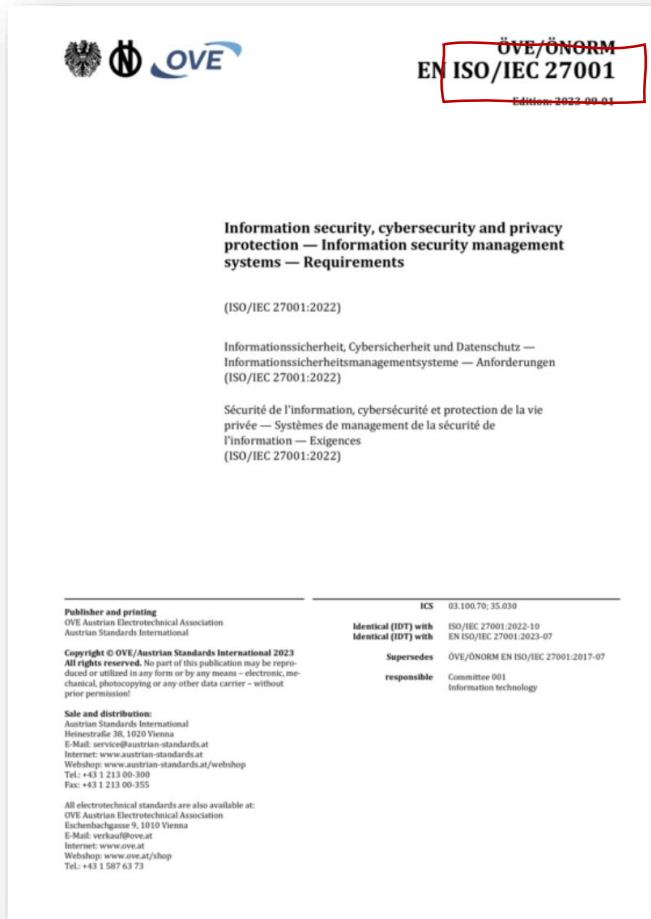 OVE
ÖVE/ÖNORM
EN ISO/IEC 27001
Edition: 2023-09-01
Information security, cybersecurity and privacy
protection — Information security management
systems — Requirements
(ISO/IEC 27001:2022)
Informationssicherheit, Cybersicherheit und Datenschutz —
Informationssicherheitsmanagementsysteme — Anforderungen
(ISO/IEC 27001:2022)
Sécurité de l'information, cybersécurité et protection de la vie
privée — Systèmes de management de la sécurité de
l'information — Exigences
(ISO/IEC 27001:2022)
Publisher and printing
OVE Austrian Electrotechnical Association
Austrian Standards International
Copyright © OVE/Austrian Standards International 2023
All rights reserved. No part of this publication may be repro-
duced or utilized in any form or by any means – electronic, me-
chanical, photocopying or any other data carrier – without
prior permission!
Sale and distribution:
Austrian Standards International
Heinestraße 38, 1020 Vienna
E-Mail: service@austrian-standards.at
Internet: www.austrian-standards.at
Webshop: www.austrian-standards.at/webshop
Tel.: +43 1 213 00-300
Fax: +43 1 213 00-355
All electrotechnical standards are also available at:
OVE Austrian Electrotechnical Association
Eschenbachgasse 9, 1010 Vienna
E-Mail: verkauf@ove.at
Internet: www.ove.at
Webshop: www.ove.at/shop
Tel.: +43 1 587 63 73
ICS 03.100.70; 35.030
Identical (IDT) with ISO/IEC 27001:2022-10
Identical (IDT) with EN ISO/IEC 27001:2023-07
Supersedes ÖVE/ÖNORM EN ISO/IEC 27001:2017-07
responsible Committee 001
Information technology